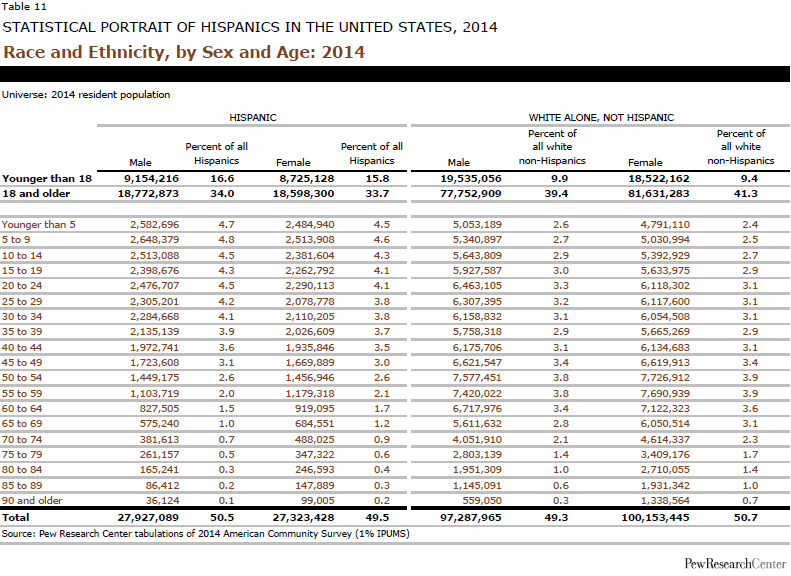 Table 11
STATISTICAL PORTRAIT OF HISPANICS IN THE UNITED STATES, 2014
Race and Ethnicity, by Sex and Age: 2014
Universe: 2014 resident population
HISPANIC WHITE ALONE, NOT HISPANIC
Male Percent of all Hispanics Female Percent of all Hispanics Male Percent of all white non-Hispanics Female Percent of all white non-Hispanics
Younger than 18 9,154,216 16.6 8,725,128 15.8 19,535,056 9.9 18,522,162 9.4
18 and older 18,772,873 34.0 18,598,300 33.7 77,752,909 39.4 81,631,283 41.3
Younger than 5 2,582,696 4.7 2,484,940 4.5 5,053,189 2.6 4,791,110 2.4
5 to 9 2,648,379 4.8 2,513,908 4.6 5,340,897 2.7 5,030,994 2.5
10 to 14 2,513,088 4.5 2,381,604 4.3 5,643,809 2.9 5,392,929 2.7
15 to 19 2,398,676 4.3 2,262,792 4.1 5,927,587 3.0 5,633,975 2.9
20 to 24 2,476,707 4.5 2,290,113 4.1 6,463,105 3.3 6,118,302 3.1
25 to 29 2,305,201 4.2 2,078,778 3.8 6,307,395 3.2 6,117,600 3.1
30 to 34 2,284,668 4.1 2,110,205 3.8 6,158,832 3.1 6,054,508 3.1
35 to 39 2,135,139 3.9 2,026,609 3.7 5,758,318 2.9 5,665,269 2.9
40 to 44 1,972,741 3.6 1,935,846 3.5 6,175,706 3.1 6,134,683 3.1
45 to 49 1,723,608 3.1 1,669,889 3.0 6,621,547 3.4 6,619,913 3.4
50 to 54 1,449,175 2.6 1,456,946 2.6 7,577,451 3.8 7,726,912 3.9
55 to 59 1,103,719 2.0 1,179,318 2.1 7,420,022 3.8 7,690,939 3.9
60 to 64 827,505 1.5 919,095 1.7 6,717,976 3.4 7,122,323 3.6
65 to 69 575,240 1.0 684,551 1.2 5,611,632 2.8 6,050,514 3.1
70 to 74 381,613 0.7 488,025 0.9 4,051,910 2.1 4,614,337 2.3
75 to 79 261,157 0.5 347,322 0.6 2,803,139 1.4 3,409,176 1.7
80 to 84 165,241 0.3 246,593 0.4 1,951,309 1.0 2,710,055 1.4
85 to 89 86,412 0.2 147,889 0.3 1,145,091 0.6 1,931,342 1.0
90 and older 36,124 0.1 99,005 0.2 559,050 0.3 1,338,564 0.7
Total 27,927,089 50.5 27,323,428 49.5 97,287,965 49.3 100,153,445 50.7
Source: Pew Research Center tabulations of 2014 American Community Survey (1% IPUMS)
PewResearchCenter